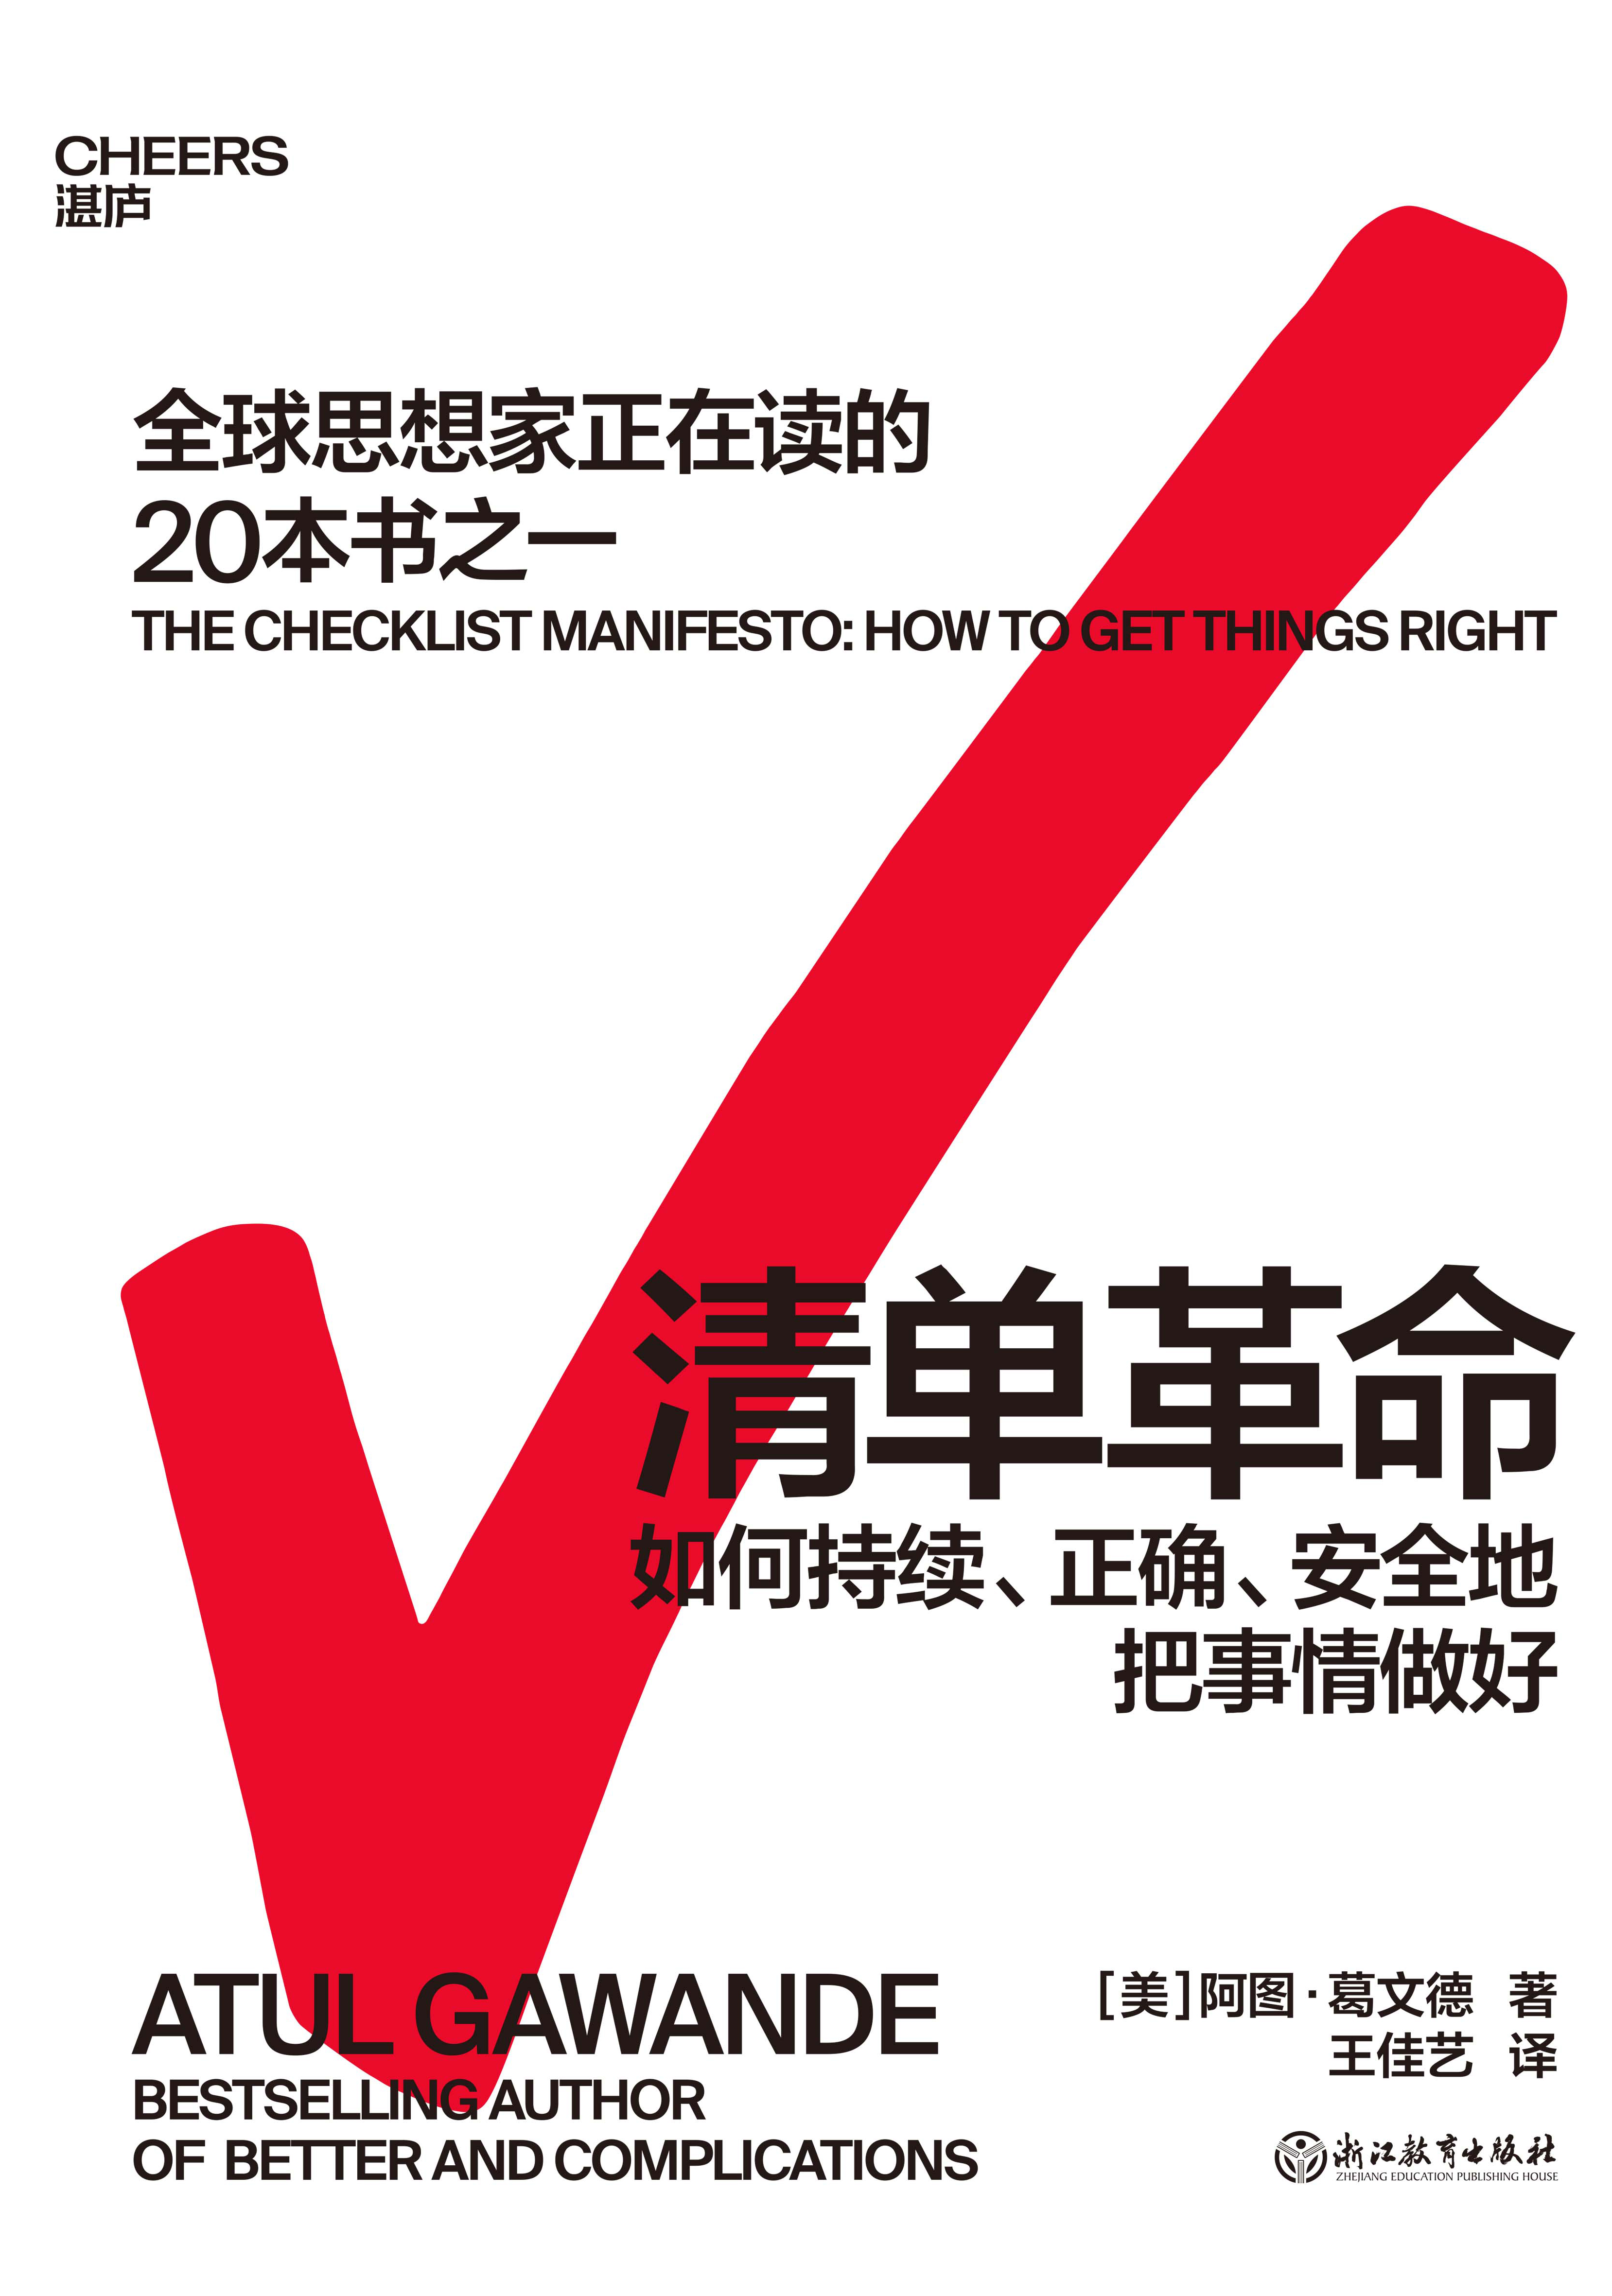 CHEERS
湛庐
全球思想家正在读的
20本书之一
THE CHECKLIST MANIFESTO: HOW TO GET THINGS RIGHT
清单革命
如何持续、正确、安全地
把事情做好
ATUL GAWANDE
BESTSELLING AUTHOR
OF BETTER AND COMPLICATIONS
[美]阿图·葛文德 著
王佳艺 译
浙江教育出版社
ZHEJIANG EDUCATION PUBLISHING HOUSE